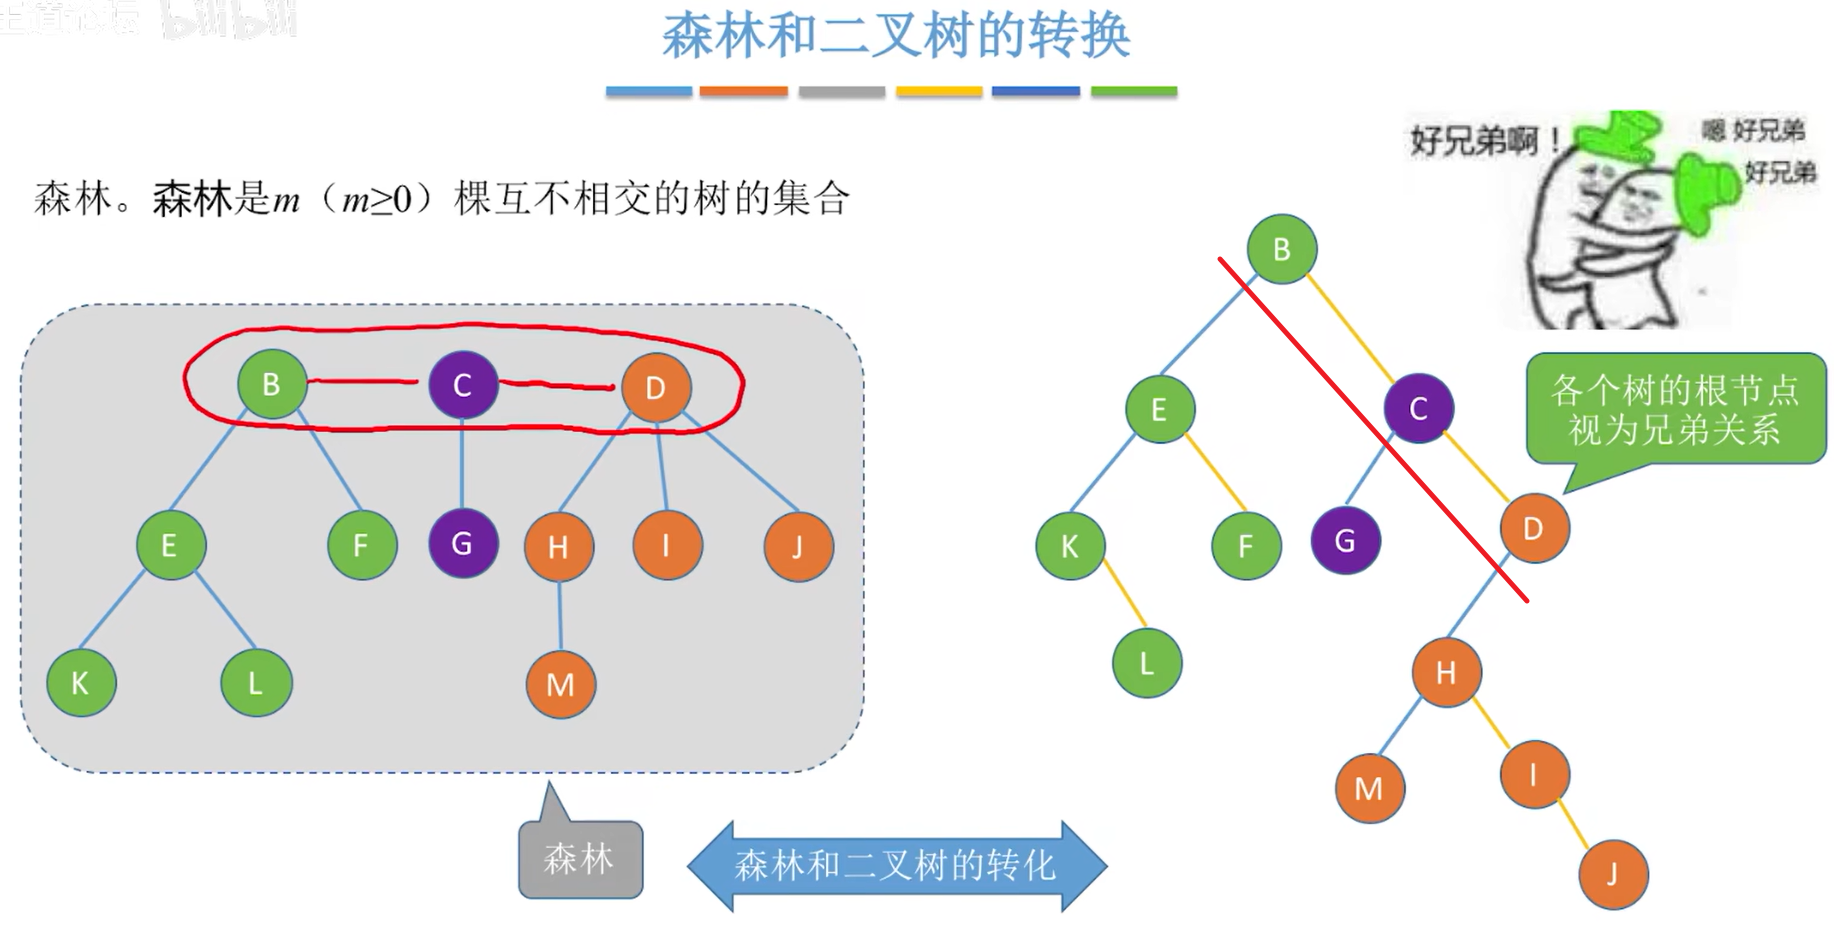 王道论坛 bilibili
森林和二叉树的转换
好兄弟啊！
嗯 好兄弟
好兄弟
森林。森林是m（m≥0）棵互不相交的树的集合
B
C
D
E
F
G
H
I
J
K
L
M
B
E
C
各个树的根节点
视为兄弟关系
K
F
G
D
L
H
M
I
J
森林
森林和二叉树的转化